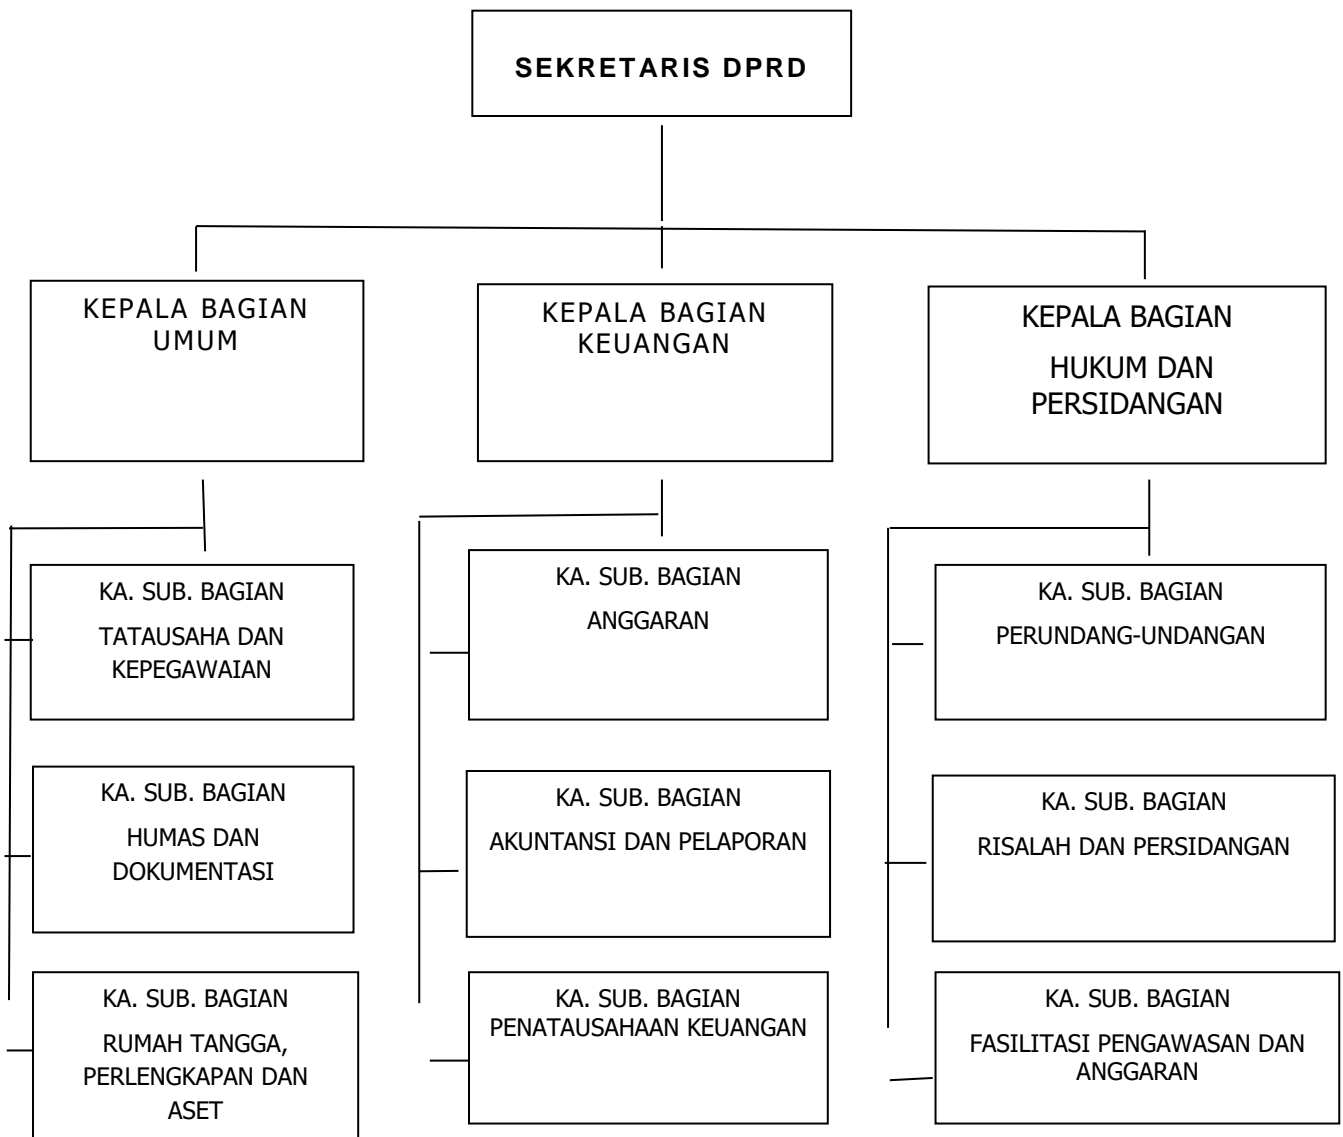 SEKRETARIS DPRD
KEPALA BAGIAN
UMUM
KEPALA BAGIAN
KEUANGAN
KEPALA BAGIAN
HUKUM DAN
PERSIDANGAN
KA. SUB. BAGIAN
TATAUSAHA DAN
KEPEGAWAIAN
KA. SUB. BAGIAN
ANGGARAN
KA. SUB. BAGIAN
PERUNDANG-UNDANGAN
KA. SUB. BAGIAN
HUMAS DAN
DOKUMENTASI
KA. SUB. BAGIAN
AKUNTANSI DAN PELAPORAN
KA. SUB. BAGIAN
RISALAH DAN PERSIDANGAN
KA. SUB. BAGIAN
RUMAH TANGGA,
PERLENGKAPAN DAN
ASET
KA. SUB. BAGIAN
PENATAUSAHAAN KEUANGAN
KA. SUB. BAGIAN
FASILITASI PENGAWASAN DAN
ANGGARAN